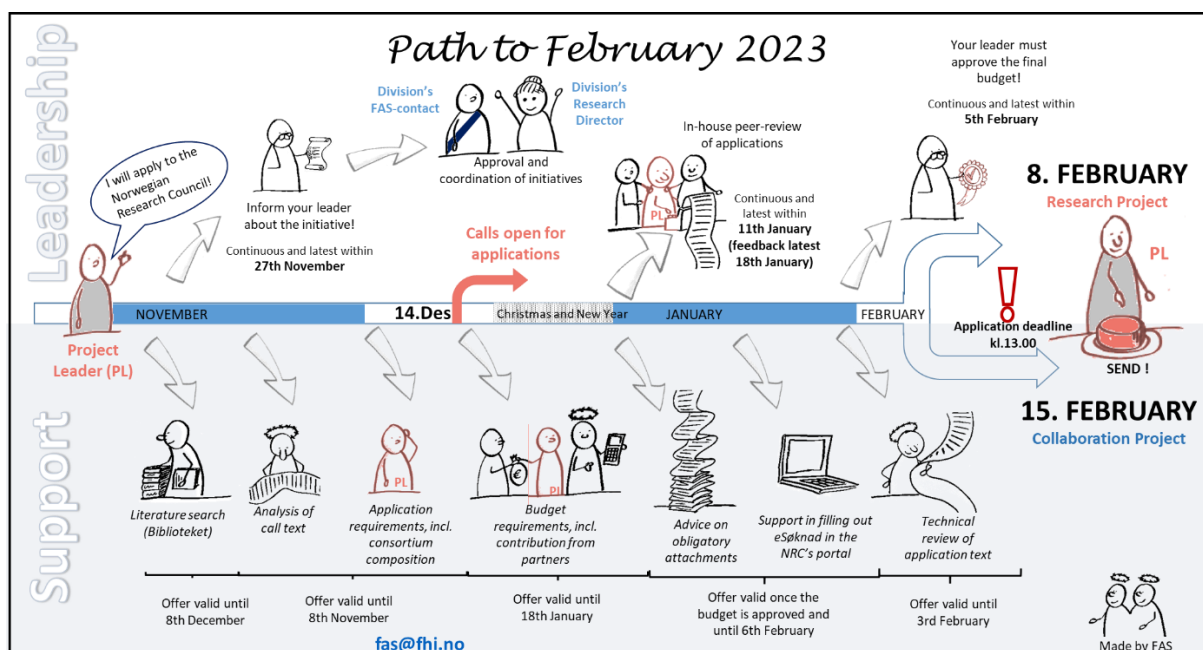 Path to February 2023
Leadership
Support
I will apply to the
Norwegian
Research Council!!
Project
Leader (PL)
Inform your leader
about the initiative!
Continuous and latest within
27th November
Division's
FAS-contact
Division's
Research
Director
Approval and
coordination of initiatives
Calls open for
applications
In-house peer-review
of applications
PL
Continuous and
latest within
11th January
(feedback latest
18th January)
Your leader must
approve the final
budget!
Continuous and latest within
5th February
8. FEBRUARY
Research Project
PL
NOVEMBER
14.Des
Christmas and New Year
JANUARY
FEBRUARY
Application deadline
kl.13.00
SEND !
15. FEBRUARY
Collaboration Project
Literature search
(Biblioteket)
Analysis of
call text
PL
Application
requirements, incl.
consortium
composition
€
PL
Budget
requirements, incl.
contribution from
partners
Advice on
obligatory
attachments
Support in filling out
eSøknad in the
NRC's portal
Technical
review of
application text
Offer valid until
8th December
Offer valid until
8th November
Offer valid until
18th January
Offer valid once the
budget is approved and
until 6th February
Offer valid until
3rd February
fas@fhi.no
Made by FAS